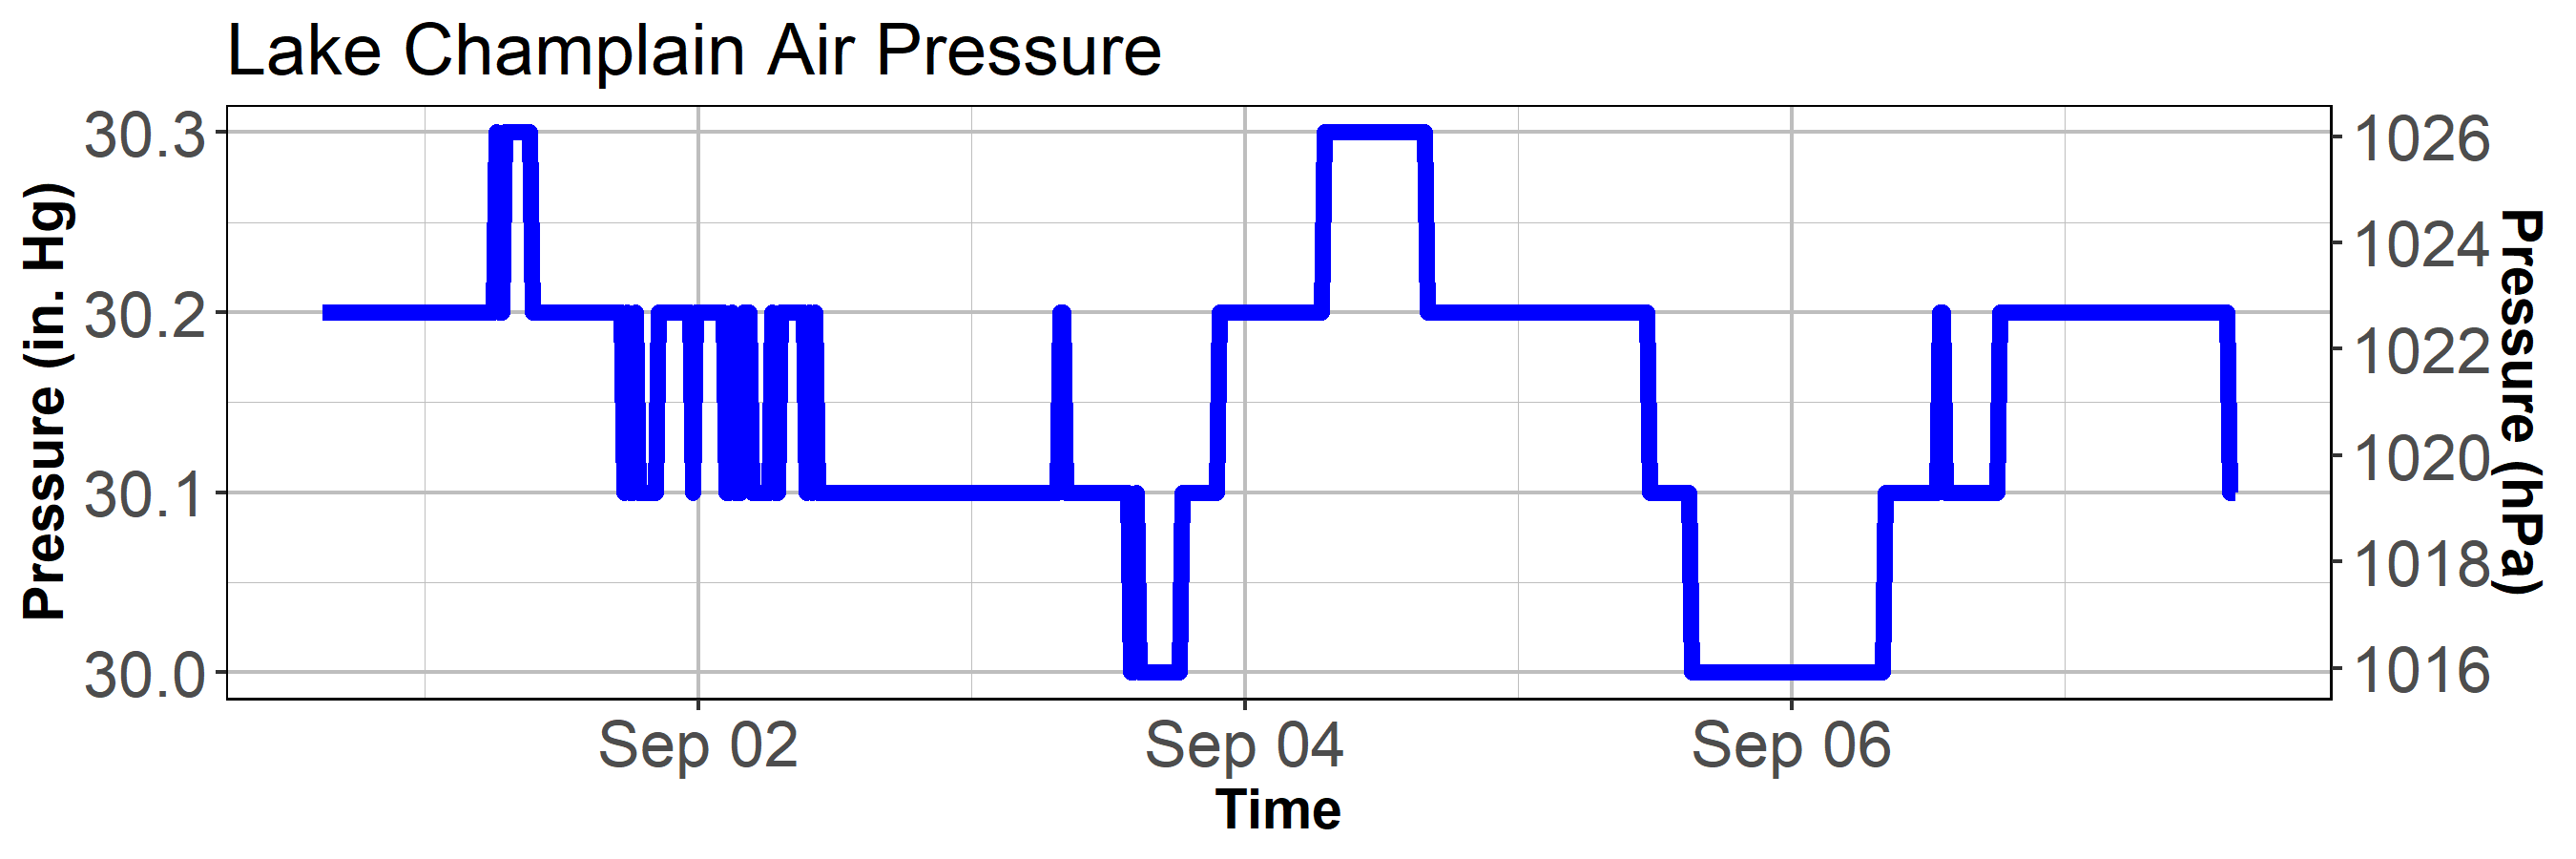 Lake Champlain Air Pressure
Pressure (in. Hg)
30.3
30.2
30.1
30.0
1026
1024
1022
1020
1018
1016
Pressure (hPa)
Sep 02 Sep 04 Sep 06
Time